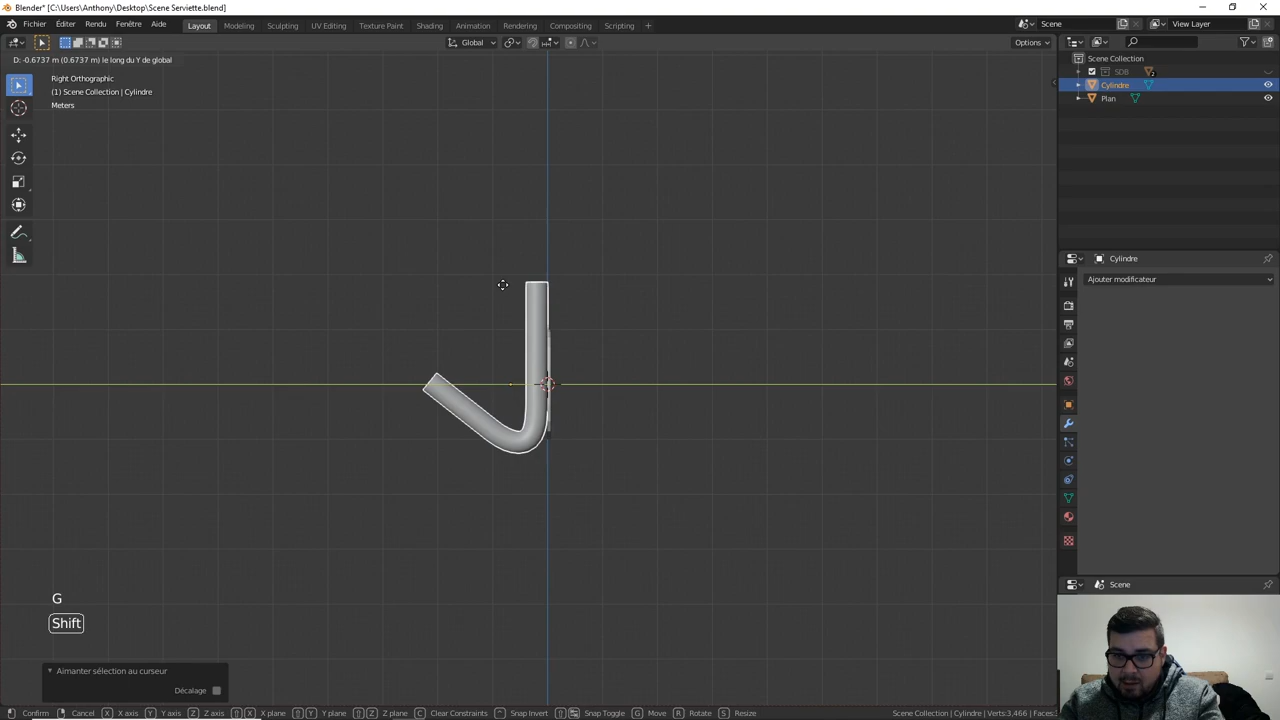 Blender* [C:\Users\Anthony\Desktop\Scene Serviette.blend]
Fichier Éditer Rendu Fenêtre Aide Layout Modeling Sculpting UV Editing Texture Paint Shading Animation Rendering Compositing Scripting + Scene View Layer
Global Options
D: -0.6737 m (0.6737 m) le long du Y de global
Right Orthographic
(1) Scene Collection | Cylindre
Meters
Scene Collection
SDB 2
Cylindre
Plan
Cylindre
Ajouter modificateur
Scene
G
Shift
Aimanter sélection au curseur
Décalage
Confirm Cancel X X axis Y Y axis Z Z axis X X plane Y Y plane Z Z plane C Clear Constraints Snap Invert Snap Toggle G Move R Rotate S Resize Scene Collection | Cylindre | Verts:3,466 | Faces: